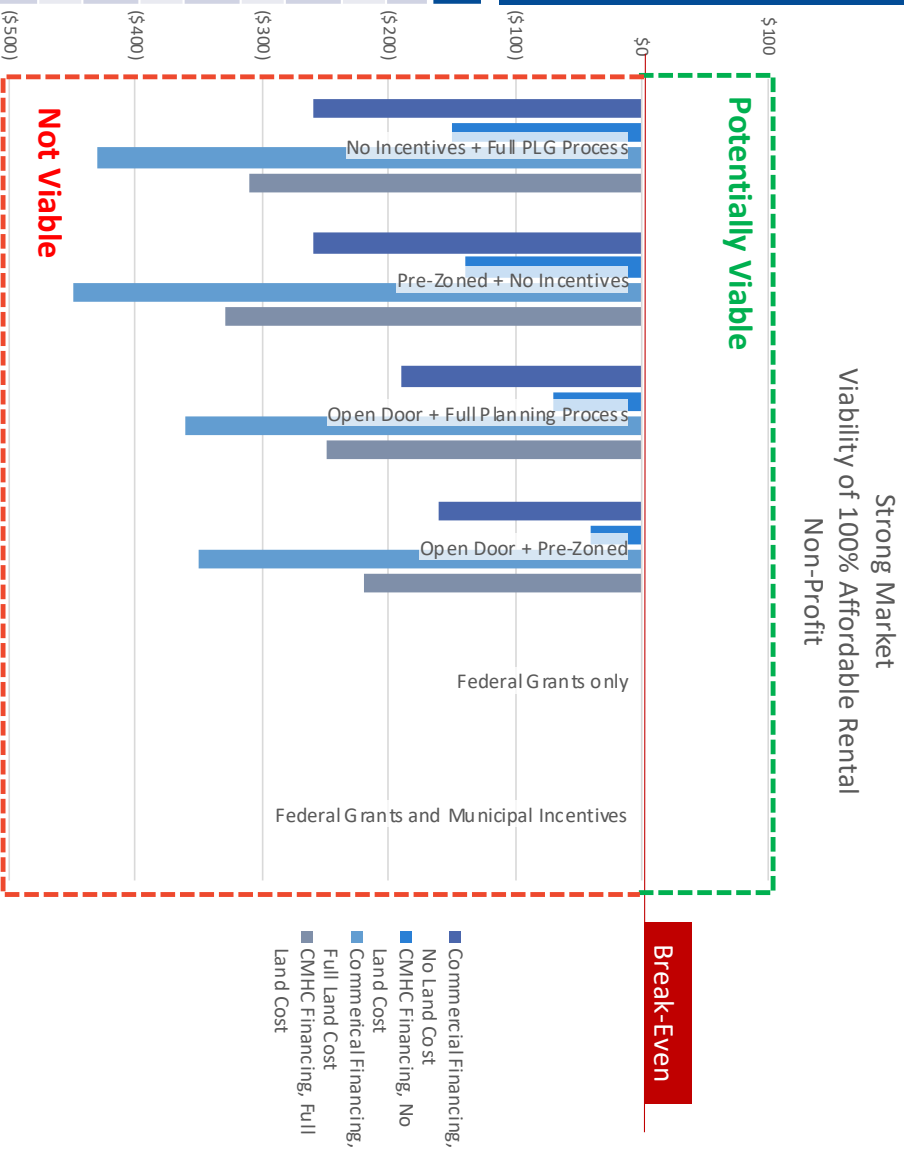 Strong Market
Viability of 100% Affordable Rental
Non-Profit
$100
$0
($100)
($200)
($300)
($400)
($500)
Potentially Viable
Not Viable
No Incentives + Full PLG Process
Pre-Zoned + No Incentives
Open Door + Full Planning Process
Open Door + Pre-Zoned
Federal Grants only
Federal Grants and Municipal Incentives
Break-Even
Commercial Financing,
No Land Cost
CMHC Financing, No
Land Cost
Commerical Financing,
Full Land Cost
CMHC Financing, Full
Land Cost